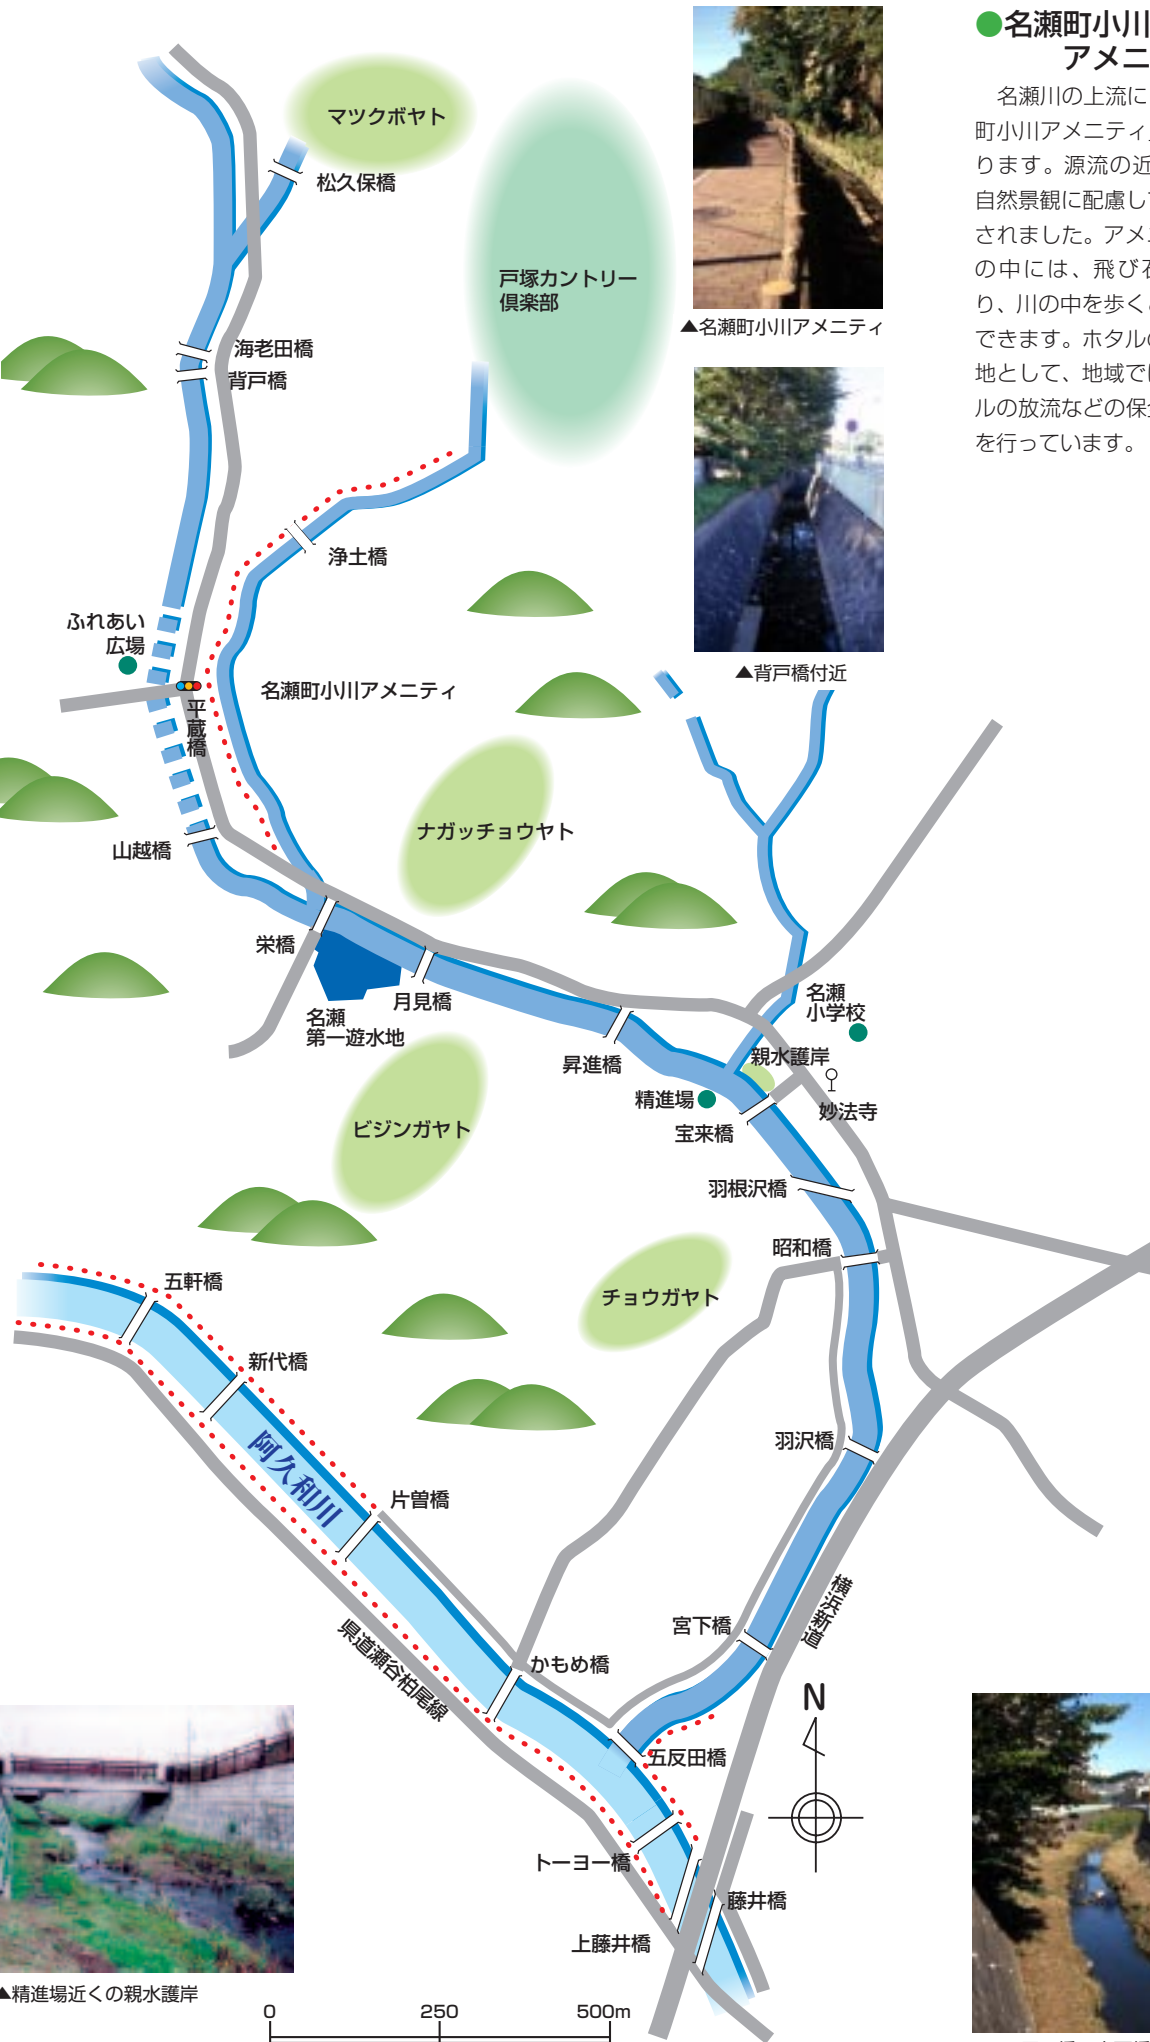 ●名瀬町小川
アメニ
名瀬川の上流に
町小川アメニティ
ります。源流の近
自然景観に配慮して
されました。アメニ
の中には、飛び石
り、川の中を歩く
できます。ホタルの
地として、地域では
ルの放流などの保全
を行っています。
マツクボヤト
松久保橋
戸塚カントリー
倶楽部
▲名瀬町小川アメニティ
海老田橋
背戸橋
浄土橋
ふれあい
広場
▲背戸橋付近
名瀬町小川アメニティ
平蔵橋
ナガッチョウヤト
山越橋
栄橋
月見橋
名瀬
第一遊水地
名瀬
小学校
昇進橋
親水護岸
精進場
妙法寺
宝来橋
ビジンガヤト
羽根沢橋
昭和橋
五軒橋
チョウガヤト
新代橋
羽沢橋
阿久和川
片曽橋
横浜新道
宮下橋
県道瀬谷柏尾線
かもめ橋
N
五反田橋
トーヨー橋
藤井橋
上藤井橋
▲精進場近くの親水護岸
0 250 500m